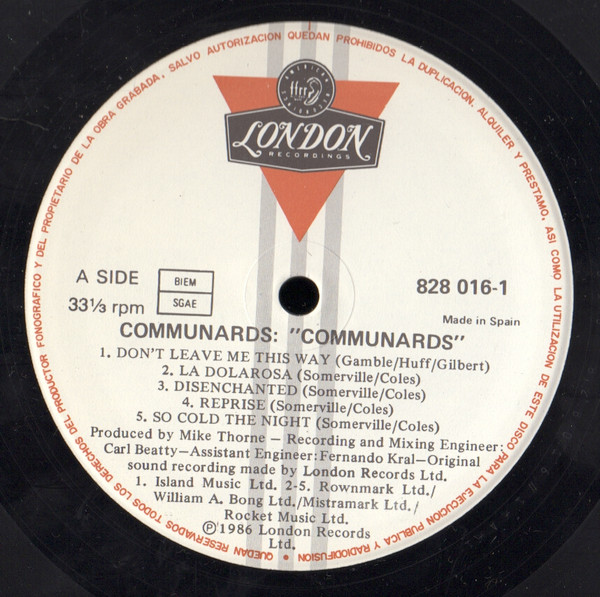 QUEDAN RESERVADOS TODOS LOS DERECHOS DEL PRODUCTOR FONOGRAFICO Y DEL PROPIETARIO DE LA OBRA GRABADA, SALVO AUTORIZACION QUEDAN PROHIBIDOS LA DUPLICACION, ALQUILER Y PRESTAMO, ASI COMO LA UTILIZACION DE ESTE DISCO PARA LA EJECUCION PUBLICA Y RADIODIFUSION •
ffrr
LONDON
RECORDINGS
A SIDE
BIEM
828 016-1
33⅓ rpm
SGAE
Made in Spain
COMMUNARDS: "COMMUNARDS"
1. DON'T LEAVE ME THIS WAY (Gamble/Huff/Gilbert)
2. LA DOLAROSA (Somerville/Coles)
3. DISENCHANTED (Somerville/Coles)
4. REPRISE (Somerville/Coles)
5. SO COLD THE NIGHT (Somerville/Coles)
Produced by Mike Thorne — Recording and Mixing Engineer:
Carl Beatty—Assistant Engineer: Fernando Kral—Original
sound recording made by London Records Ltd.
1. Island Music Ltd. 2-5. Rownmark Ltd./
William A. Bong Ltd./Mistramark Ltd./
Rocket Music Ltd.
Ⓟ 1986 London Records
Ltd.